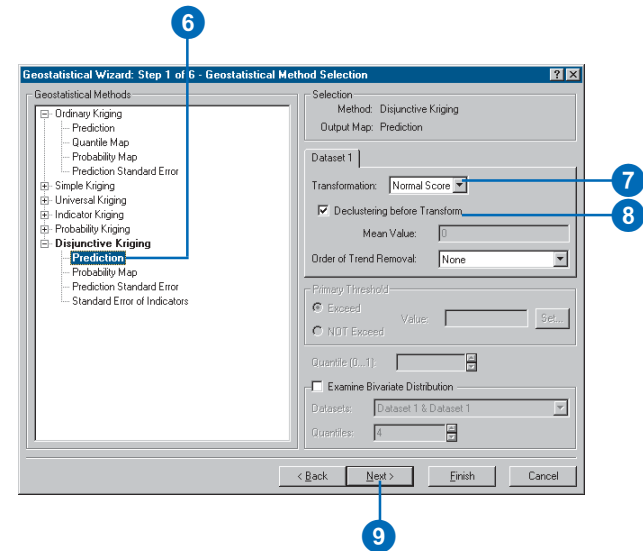 6
Geostatistical Wizard: Step 1 of 6 - Geostatistical Method Selection
Geostatistical Methods
Ordinary Kriging
Prediction
Quantile Map
Probability Map
Prediction Standard Error
Simple Kriging
Universal Kriging
Indicator Kriging
Probability Kriging
Disjunctive Kriging
Prediction
Probability Map
Prediction Standard Error
Standard Error of Indicators
Selection
Method: Disjunctive Kriging
Output Map: Prediction
Dataset 1
Transformation: Normal Score
7
Declustering before Transform
8
Mean Value: 0
Order of Trend Removal: None
Primary Threshold
Exceed
Value:
Set...
NOT Exceed
Quantile (0...1):
Examine Bivariate Distribution
Datasets: Dataset 1 & Dataset 1
Quantiles: 4
< Back
Next >
Finish
Cancel
9